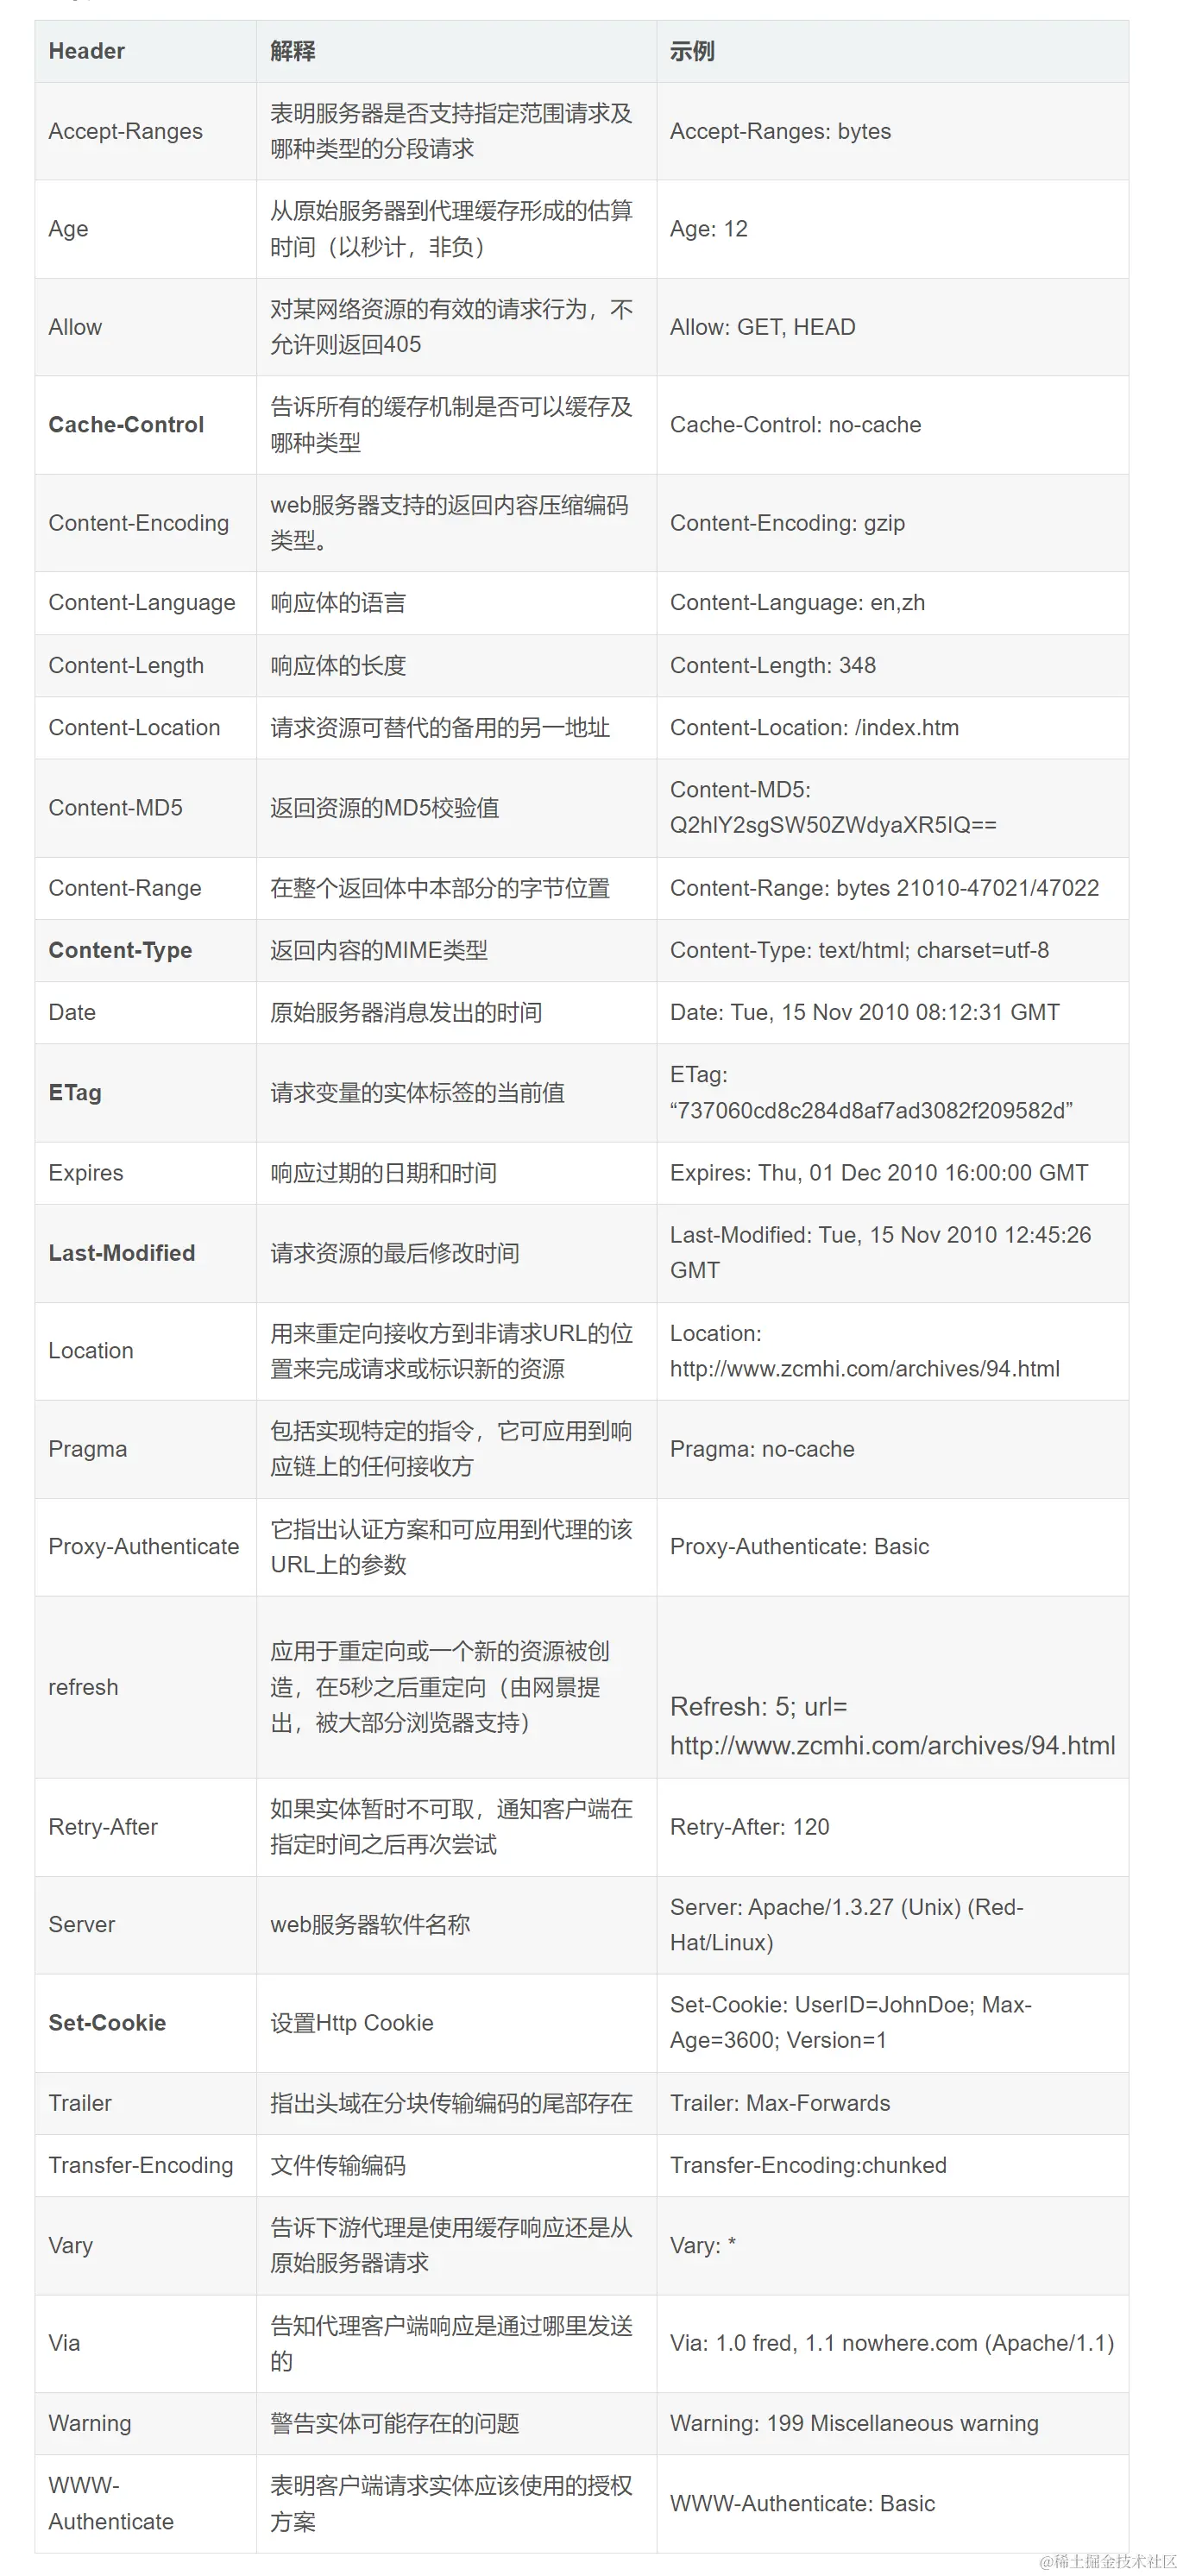 Header
解释
示例
Accept-Ranges
表明服务器是否支持指定范围请求及
哪种类型的分段请求
Accept-Ranges: bytes
Age
从原始服务器到代理缓存形成的估算
时间（以秒计，非负）
Age: 12
Allow
对某网络资源的有效的请求行为，不
允许则返回405
Allow: GET, HEAD
Cache-Control
告诉所有的缓存机制是否可以缓存及
哪种类型
Cache-Control: no-cache
Content-Encoding
web服务器支持的返回内容压缩编码
类型。
Content-Encoding: gzip
Content-Language
响应体的语言
Content-Language: en,zh
Content-Length
响应体的长度
Content-Length: 348
Content-Location
请求资源可替代的备用的另一地址
Content-Location: /index.htm
Content-MD5
返回资源的MD5校验值
Content-MD5:
Q2hlY2sgSW50ZWdyaXR5IQ==
Content-Range
在整个返回体中本部分的字节位置
Content-Range: bytes 21010-47021/47022
Content-Type
返回内容的MIME类型
Content-Type: text/html; charset=utf-8
Date
原始服务器消息发出的时间
Date: Tue, 15 Nov 2010 08:12:31 GMT
ETag
请求变量的实体标签的当前值
ETag:
“737060cd8c284d8af7ad3082f209582d”
Expires
响应过期的日期和时间
Expires: Thu, 01 Dec 2010 16:00:00 GMT
Last-Modified
请求资源的最后修改时间
Last-Modified: Tue, 15 Nov 2010 12:45:26
GMT
Location
用来重定向接收方到非请求URL的位
置来完成请求或标识新的资源
Location:
http://www.zcmhi.com/archives/94.html
Pragma
包括实现特定的指令，它可应用到响
应链上的任何接收方
Pragma: no-cache
Proxy-Authenticate
它指出认证方案和可应用到代理的该
URL上的参数
Proxy-Authenticate: Basic
refresh
应用于重定向或一个新的资源被创
造，在5秒之后重定向（由网景提
出，被大部分浏览器支持）
Refresh: 5; url=
http://www.zcmhi.com/archives/94.html
Retry-After
如果实体暂时不可取，通知客户端在
指定时间之后再次尝试
Retry-After: 120
Server
web服务器软件名称
Server: Apache/1.3.27 (Unix) (Red-
Hat/Linux)
Set-Cookie
设置Http Cookie
Set-Cookie: UserID=JohnDoe; Max-
Age=3600; Version=1
Trailer
指出头域在分块传输编码的尾部存在
Trailer: Max-Forwards
Transfer-Encoding
文件传输编码
Transfer-Encoding:chunked
Vary
告诉下游代理是使用缓存响应还是从
原始服务器请求
Vary: *
Via
告知代理客户端响应是通过哪里发送
的
Via: 1.0 fred, 1.1 nowhere.com (Apache/1.1)
Warning
警告实体可能存在的问题
Warning: 199 Miscellaneous warning
WWW-
Authenticate
表明客户端请求实体应该使用的授权
方案
WWW-Authenticate: Basic
@稀土掘金技术社区